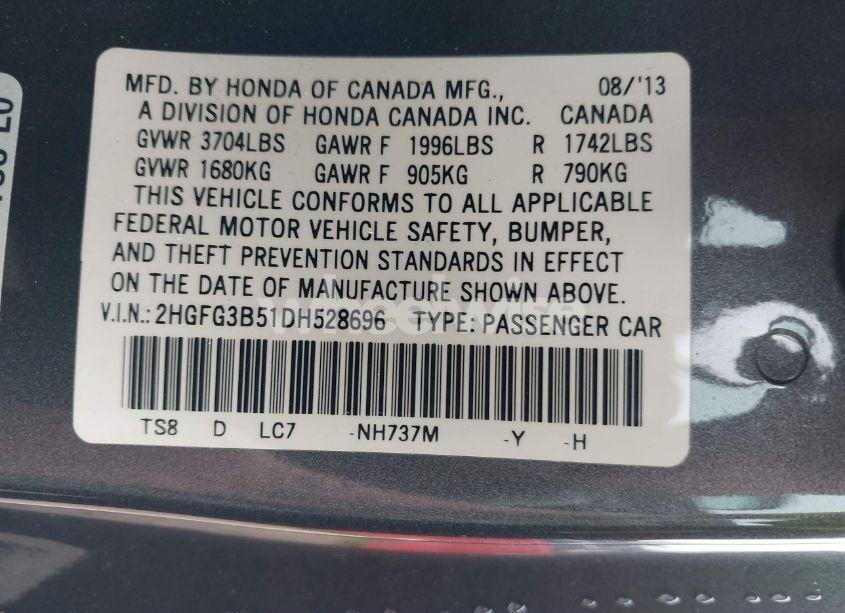 MFD. BY HONDA OF CANADA MFG., 08/'13
A DIVISION OF HONDA CANADA INC. CANADA
GVWR 3704LBS GAWR F 1996LBS R 1742LBS
GVWR 1680KG GAWR F 905KG R 790KG
THIS VEHICLE CONFORMS TO ALL APPLICABLE
FEDERAL MOTOR VEHICLE SAFETY, BUMPER,
AND THEFT PREVENTION STANDARDS IN EFFECT
ON THE DATE OF MANUFACTURE SHOWN ABOVE.
V.I.N.: 2HGFG3B51DH528696 TYPE: PASSENGER CAR
TS8 D LC7 -NH737M -Y -H